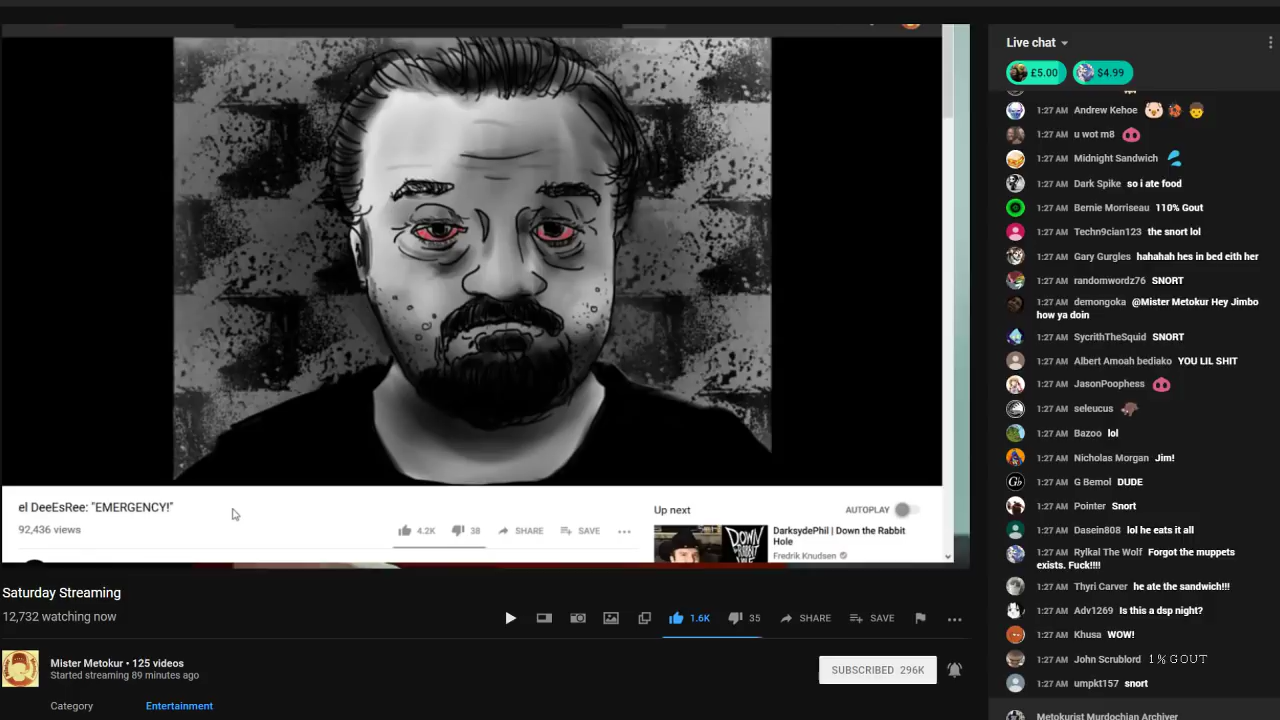 el DeeEsRee: "EMERGENCY!"
92,436 views
4.2K 38 SHARE SAVE
Up next
AUTOPLAY
DOWN THE RABBIT HOLE
DarksydePhil | Down the Rabbit
Hole
Fredrik Knudsen
Saturday Streaming
12,732 watching now
1.6K 35 SHARE SAVE
Mister Metokur • 125 videos
Started streaming 89 minutes ago
SUBSCRIBED 296K
Category Entertainment
Live chat
£5.00 $4.99
1:27 AM Andrew Kehoe
1:27 AM u wot m8
1:27 AM Midnight Sandwich
1:27 AM Dark Spike so i ate food
1:27 AM Bernie Morriseau 110% Gout
1:27 AM Techn9cian123 the snort lol
1:27 AM Gary Gurgles hahahah hes in bed eith her
1:27 AM randomwordz76 SNORT
1:27 AM demongoka @Mister Metokur Hey Jimbo
how ya doin
1:27 AM SycrithTheSquid SNORT
1:27 AM Albert Amoah bediako YOU LIL SHIT
1:27 AM JasonPoophess
1:27 AM seleucus
1:27 AM Bazoo lol
1:27 AM Nicholas Morgan Jim!
1:27 AM G Bemol DUDE
1:27 AM Pointer Snort
1:27 AM Dasein808 lol he eats it all
1:27 AM Rylkal The Wolf Forgot the muppets
exists. Fuck!!!!
1:27 AM Thyri Carver he ate the sandwich!!!
1:27 AM Adv1269 Is this a dsp night?
1:27 AM Khusa WOW!
1:27 AM John Scrublord 1%GOUT
1:27 AM umpkt157 snort
Metokurist Murdochian Archiver